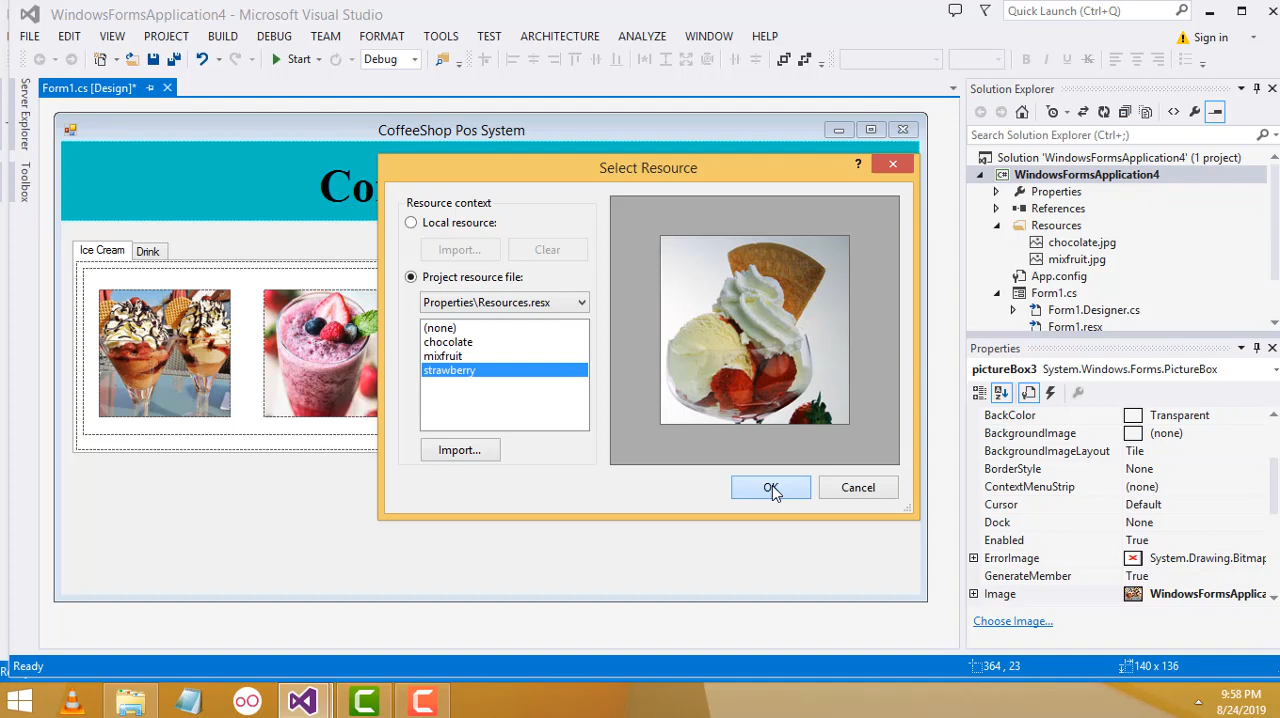 WindowsFormsApplication4 - Microsoft Visual Studio
Quick Launch (Ctrl+Q)
FILE EDIT VIEW PROJECT BUILD DEBUG TEAM FORMAT TOOLS TEST ARCHITECTURE ANALYZE WINDOW HELP
Sign in
Start Debug
Server Explorer
Toolbox
Form1.cs [Design]*
CoffeeShop Pos System
Co
Ice Cream
Drink
Select Resource
?
Resource context
Local resource:
Import... Clear
Project resource file:
Properties\Resources.resx
(none)
chocolate
mixfruit
strawberry
Import...
OK Cancel
Solution Explorer
Search Solution Explorer (Ctrl+;)
Solution 'WindowsFormsApplication4' (1 project)
C# WindowsFormsApplication4
Properties
References
Resources
chocolate.jpg
mixfruit.jpg
App.config
Form1.cs
Form1.Designer.cs
Form1.resx
Properties
pictureBox3 System.Windows.Forms.PictureBox
BackColor Transparent
BackgroundImage (none)
BackgroundImageLayout Tile
BorderStyle None
ContextMenuStrip (none)
Cursor Default
Dock None
Enabled True
ErrorImage System.Drawing.Bitmap
GenerateMember True
Image WindowsFormsApplica
Choose Image...
Ready
364 , 23
140 x 136
9:58 PM
8/24/2019